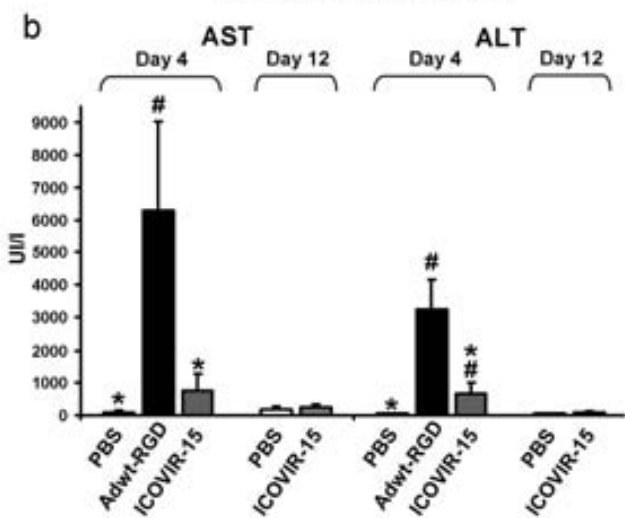 b
AST ALT
Day 4 Day 12 Day 4 Day 12
UI/l
9000
8000
7000
6000
5000
4000
3000
2000
1000
0
* # * * # * #
PBS Adwt-RGD ICOVIR-15 PBS ICOVIR-15 PBS Adwt-RGD ICOVIR-15 PBS ICOVIR-15